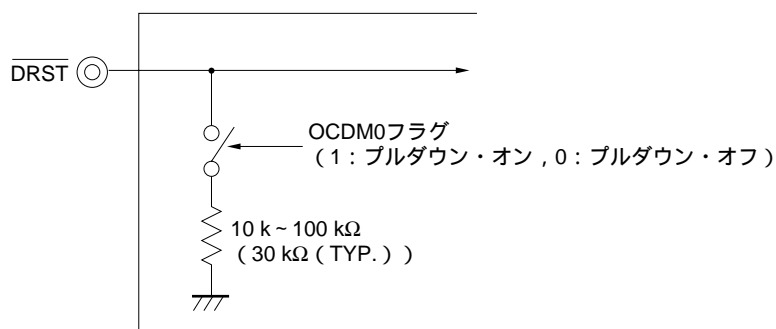 DRST
OCDM0フラグ
（1：プルダウン・オン，0：プルダウン・オフ）
10 k ~ 100 kΩ
（30 kΩ（TYP.））